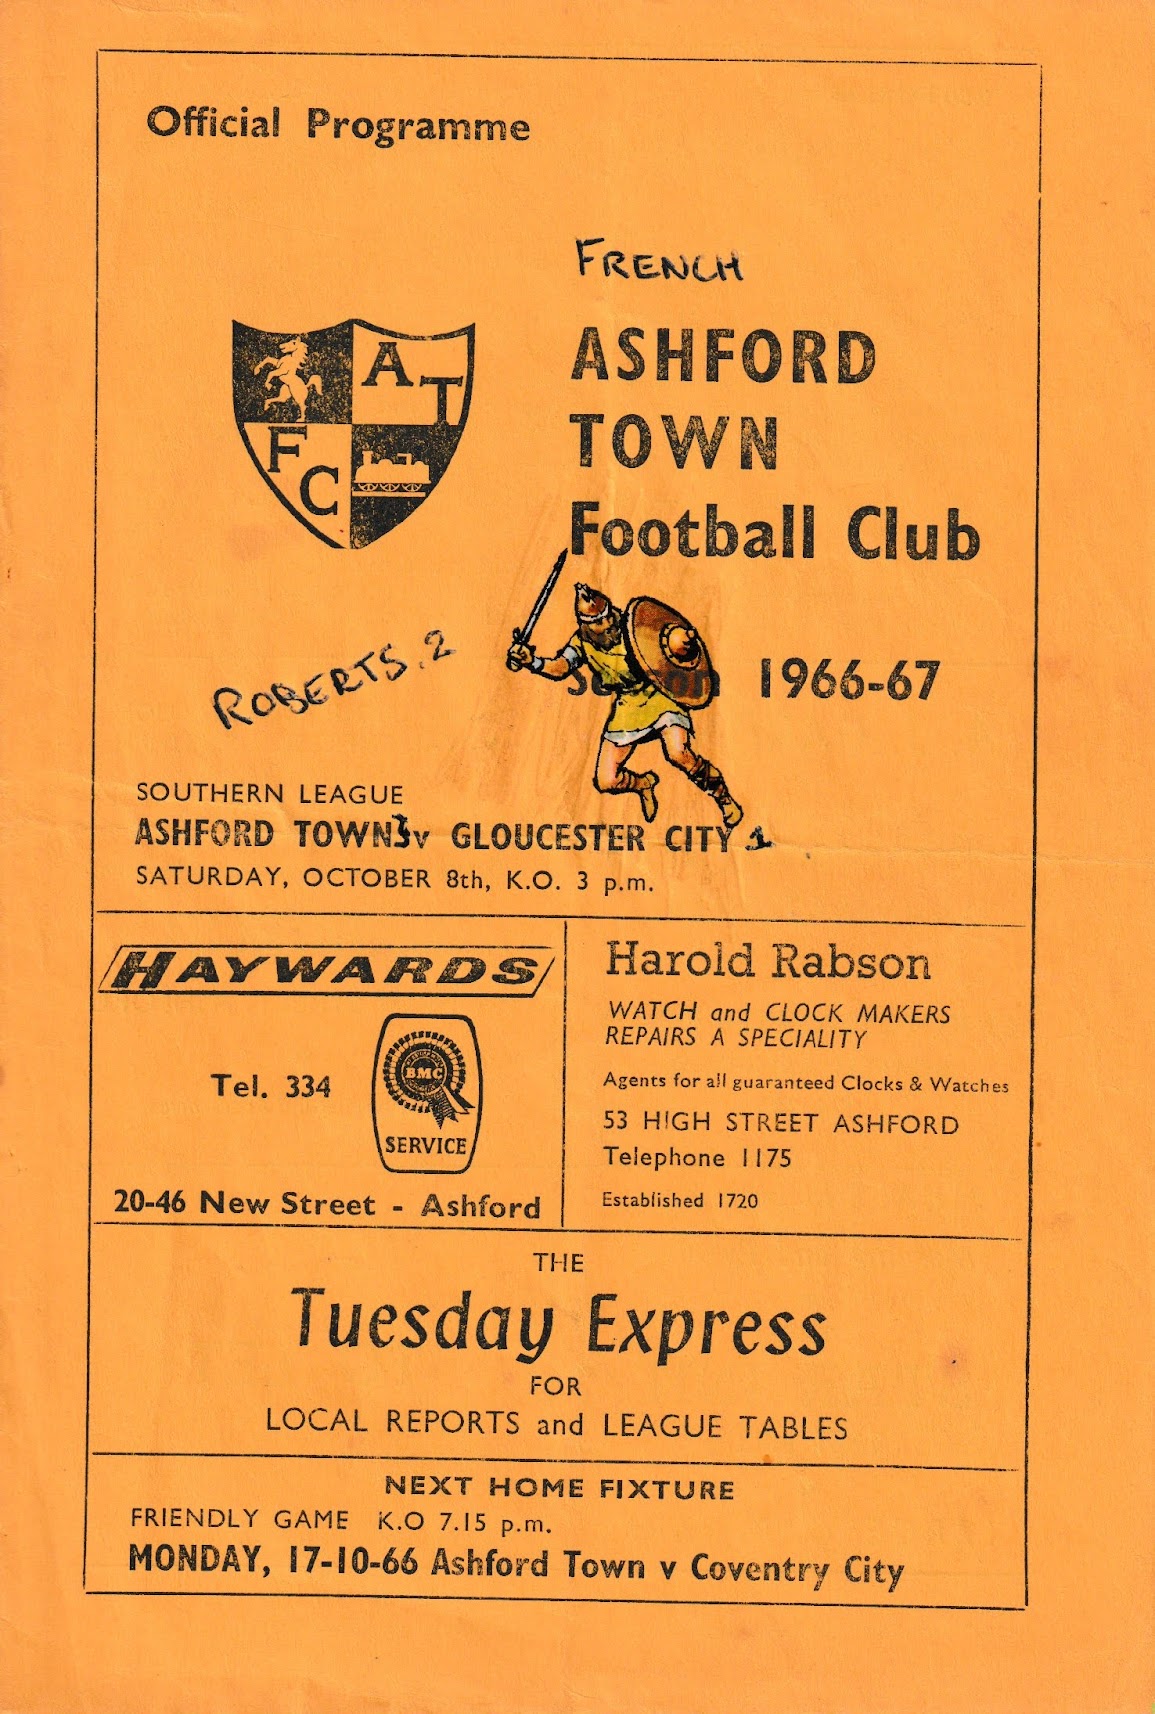 Official Programme
FRENCH
A T
F C
ASHFORD
TOWN
Football Club
Season 1966-67
ROBERTS. 2
SOUTHERN LEAGUE
ASHFORD TOWN 3 v GLOUCESTER CITY 1
SATURDAY, OCTOBER 8th, K.O. 3 p.m.
HAYWARDS
Tel. 334
BMC
SERVICE
20-46 New Street - Ashford
Harold Rabson
WATCH and CLOCK MAKERS
REPAIRS A SPECIALITY
Agents for all guaranteed Clocks & Watches
53 HIGH STREET ASHFORD
Telephone 1175
Established 1720
THE
Tuesday Express
FOR
LOCAL REPORTS and LEAGUE TABLES
NEXT HOME FIXTURE
FRIENDLY GAME K.O 7.15 p.m.
MONDAY, 17-10-66 Ashford Town v Coventry City